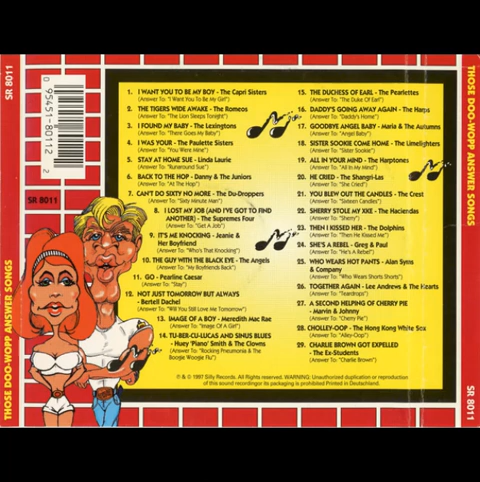 SR 8011
0 95451-80112 2
SR 8011
THOSE DOO-WOPP ANSWER SONGS
1. I WANT YOU TO BE MY BOY - The Capri Sisters
(Answer To: "I Want You To Be My Girl")
2. THE TIGERS WIDE AWAKE - The Romeos
(Answer To: "The Lion Sleeps Tonight")
3. I FOUND MY BABY - The Lexingtons
(Answer To: "There Goes My Baby")
4. I WAS YOUR - The Paulette Sisters
(Answer To: "You Were Mine")
5. STAY AT HOME SUE - Linda Laurie
(Answer To: "Runaround Sue")
6. BACK TO THE HOP - Danny & The Juniors
(Answer To: "At The Hop")
7. CAN'T DO SIXTY NO MORE - The Du-Droppers
(Answer To: "Sixty Minute Man")
8. I LOST MY JOB (AND I'VE GOT TO FIND
ANOTHER) - The Supremes Four
(Answer To: "Get A Job")
9. IT'S ME KNOCKING - Jeanie &
Her Boyfriend
(Answer To: "Who's That Knocking")
10. THE GUY WITH THE BLACK EYE - The Angels
(Answer To: "My Boyfriends Back")
11. GO - Pearline Caesar
(Answer To: "Stay")
12. NOT JUST TOMORROW BUT ALWAYS
- Bertell Dachel
(Answer To: "Will You Still Love Me Tomorrow")
13. IMAGE OF A BOY - Meredith Mac Rae
(Answer To: "Image Of A Girl")
14. TU-BER-CU-LUCAS AND SINUS BLUES
- Huey 'Piano' Smith & The Clowns
(Answer To: "Rocking Pneumonia & The
Boogie Woogie Flu")
15. THE DUCHESS OF EARL - The Pearlettes
(Answer To: "The Duke Of Earl")
16. DADDY'S GOING AWAY AGAIN - The Harps
(Answer To: "Daddy's Home")
17. GOODBYE ANGEL BABY - Maria & The Autumns
(Answer To: "Angel Baby")
18. SISTER SOOKIE COME HOME - The Limelighters
(Answer To: "Sister Sookie")
19. ALL IN YOUR MIND - The Harptones
(Answer To: "All In My Mind")
20. HE CRIED - The Shangri-Las
(Answer To: "She Cried")
21. YOU BLEW OUT THE CANDLES - The Crest
(Answer To: "Sixteen Candles")
22. SHERRY STOLE MY XKE - The Haciendas
(Answer To: "Sherry")
23. THEN I KISSED HER - The Dolphins
(Answer To: "Then He Kissed Me")
24. SHE'S A REBEL - Greg & Paul
(Answer To: "He's A Rebel")
25. WHO WEARS HOT PANTS - Alan Syms
& Company
(Answer To: "Who Wears Shorts Shorts")
26. TOGETHER AGAIN - Lee Andrews & The Hearts
(Answer To: "Teardrops")
27. A SECOND HELPING OF CHERRY PIE
- Marvin & Johnny
(Answer To: "Cherry Pie")
28. CHOLLEY-OOP - The Hong Kong White Sox
(Answer To: "Alley-Oop")
29. CHARLIE BROWN GOT EXPELLED
- The Ex-Students
(Answer To: "Charlie Brown")
℗ & © 1997 Silly Records. All Rights reserved. WARNING: Unauthorized duplication or reproduction
of this sound recording or its packaging is prohibited Printed in Deutschland.
THOSE DOO-WOPP ANSWER SONGS
SR 8011